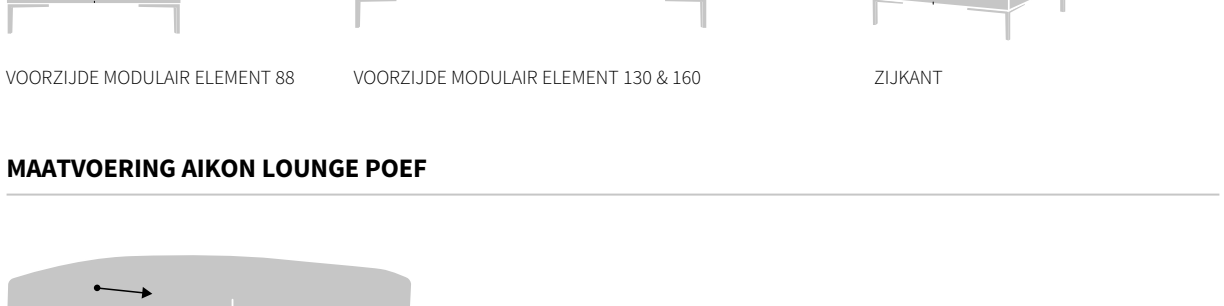 VOORZIJDE MODULAIR ELEMENT 88 VOORZIJDE MODULAIR ELEMENT 130 & 160 ZIJKANT
MAATVOERING AIKON LOUNGE POEF